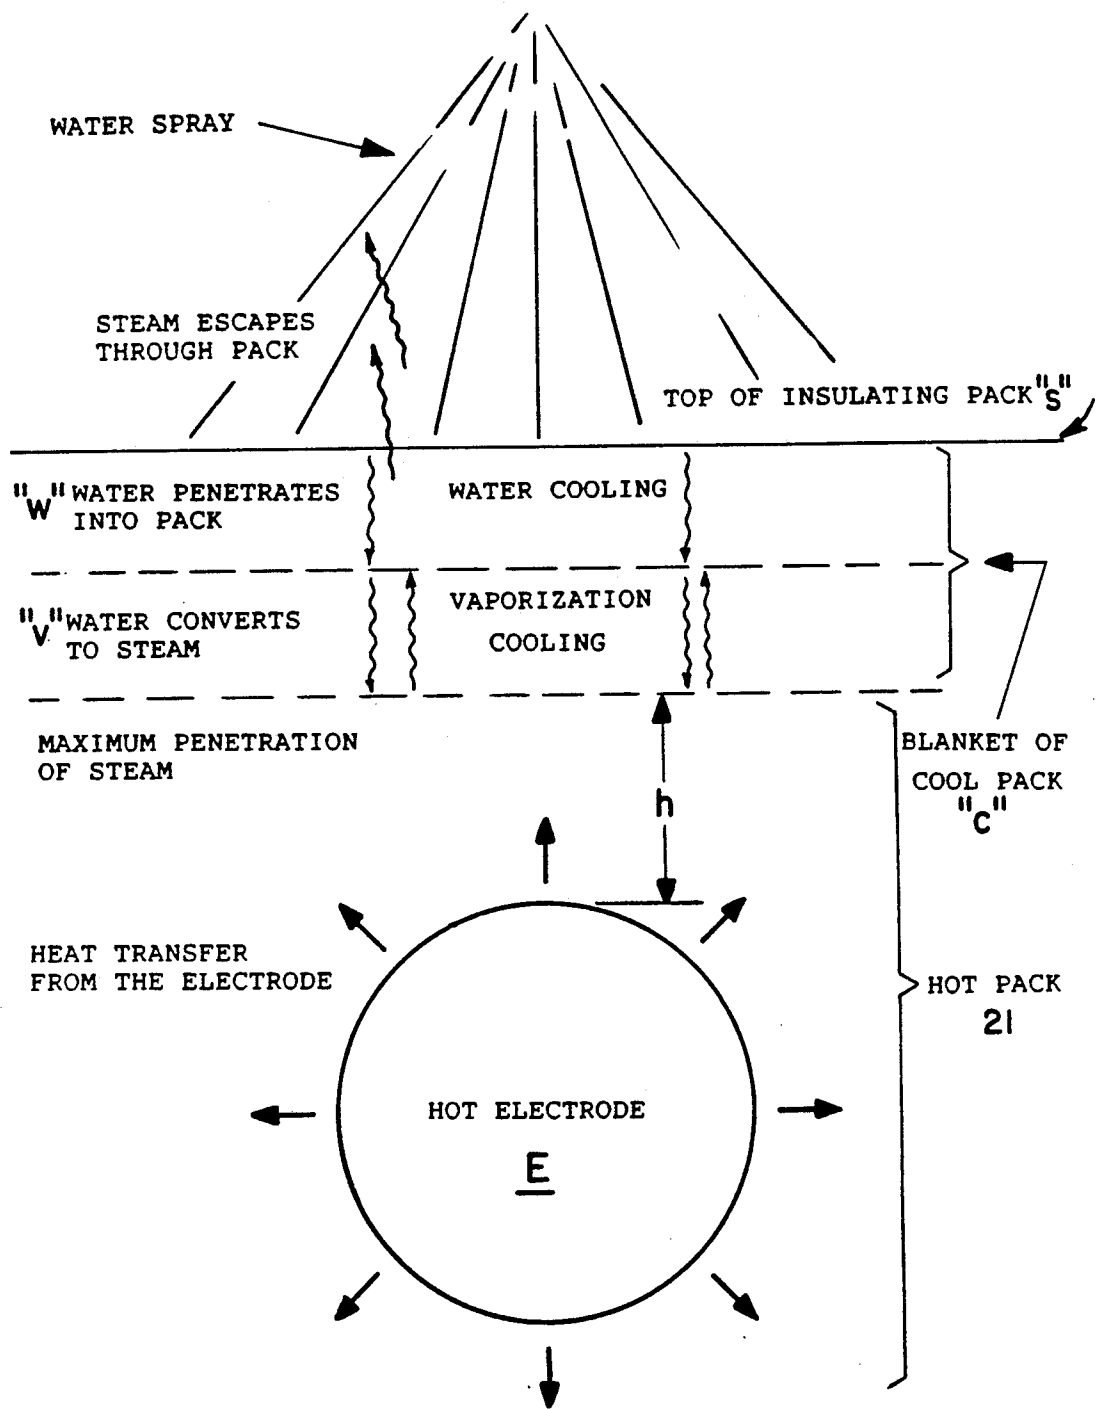 WATER SPRAY
STEAM ESCAPES
THROUGH PACK
TOP OF INSULATING PACK "S"
"W" WATER PENETRATES
INTO PACK
WATER COOLING
"V" WATER CONVERTS
TO STEAM
VAPORIZATION
COOLING
MAXIMUM PENETRATION
OF STEAM
BLANKET OF
COOL PACK
"C"
h
HEAT TRANSFER
FROM THE ELECTRODE
HOT PACK
21
HOT ELECTRODE
E